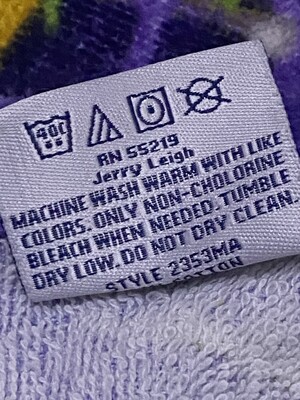 40C
RN 55219
Jerry Leigh
MACHINE WASH WARM WITH LIKE
COLORS. ONLY NON-CHOLORINE
BLEACH WHEN NEEDED. TUMBLE
DRY LOW. DO NOT DRY CLEAN.
STYLE 2353MA